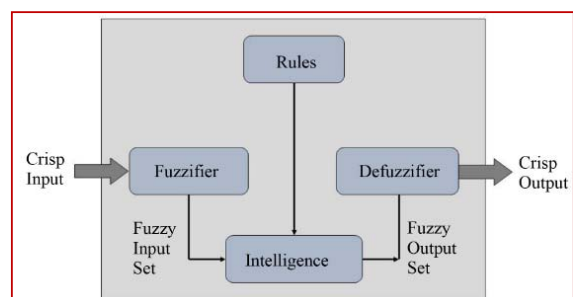 Rules
Crisp
Input
Fuzzifier
Defuzzifier
Crisp
Output
Fuzzy
Input
Set
Intelligence
Fuzzy
Output
Set